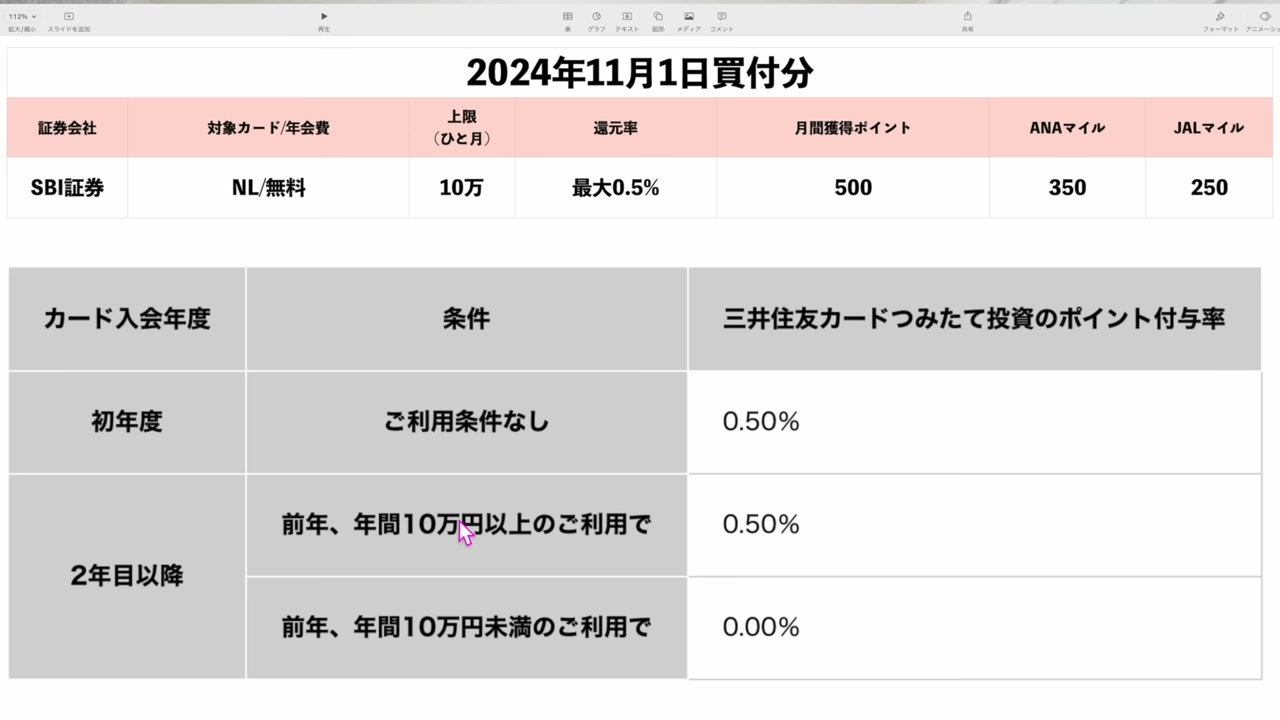 112%
拡大/縮小
スライドを追加
再生
表
グラフ
テキスト
図形
メディア
コメント
共有
フォーマット
アニメーショ
2024年11月1日買付分
証券会社
対象カード/年会費
上限
（ひと月）
還元率
月間獲得ポイント
ANAマイル
JALマイル
SBI証券
NL/無料
10万
最大0.5%
500
350
250
カード入会年度
条件
三井住友カードつみたて投資のポイント付与率
初年度
ご利用条件なし
0.50%
2年目以降
前年、年間10万円以上のご利用で
0.50%
前年、年間10万円未満のご利用で
0.00%